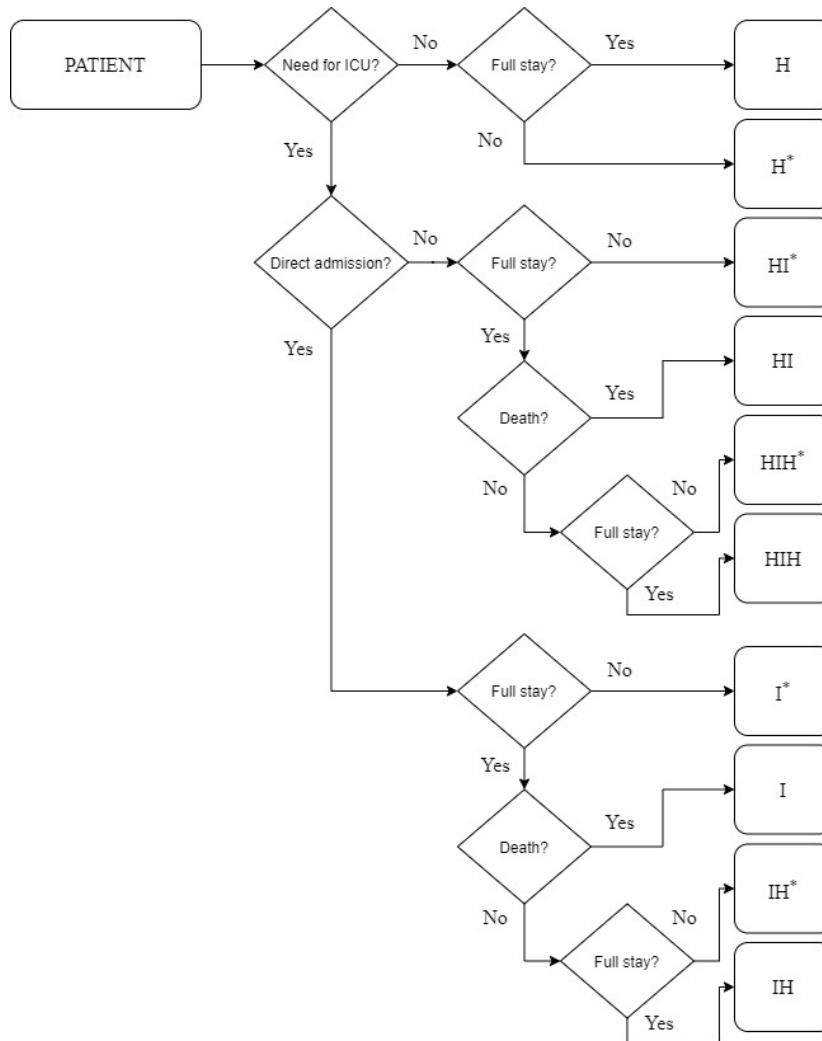 PATIENT
Need for ICU?
No
Full stay?
Yes
H
No
H*
Yes
Direct admission?
No
Full stay?
No
HI*
Yes
Death?
Yes
HI
No
Full stay?
No
HIH*
Yes
HIH
Yes
Full stay?
No
I*
Yes
Death?
Yes
I
No
Full stay?
No
IH*
Yes
IH